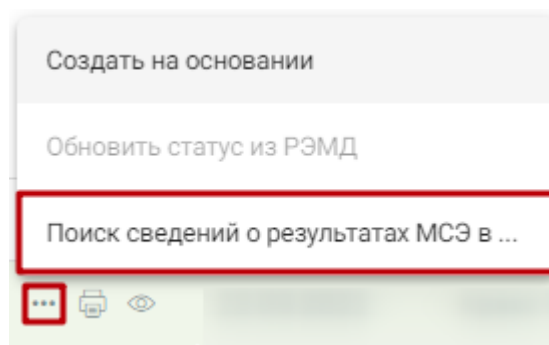 Создать на основании
Обновить статус из РЭМД
Поиск сведений о результатах МСЭ в ...